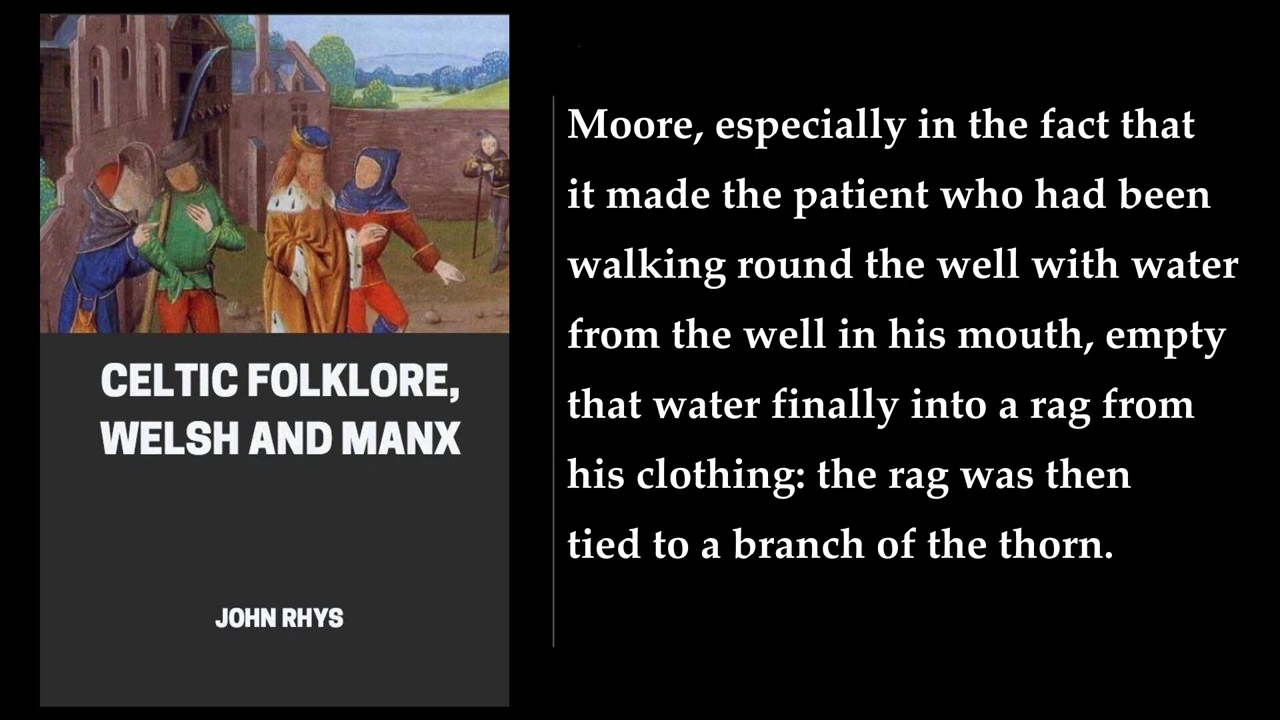 CELTIC FOLKLORE,
WELSH AND MANX
JOHN RHYS
Moore, especially in the fact that
it made the patient who had been
walking round the well with water
from the well in his mouth, empty
that water finally into a rag from
his clothing: the rag was then
tied to a branch of the thorn.